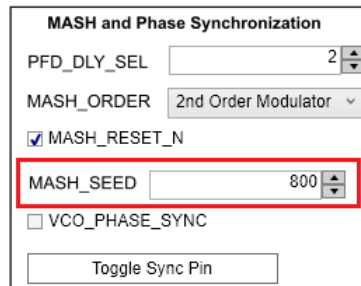 MASH and Phase Synchronization
PFD_DLY_SEL 2
MASH_ORDER 2nd Order Modulator
MASH_RESET_N
MASH_SEED 800
VCO_PHASE_SYNC
Toggle Sync Pin